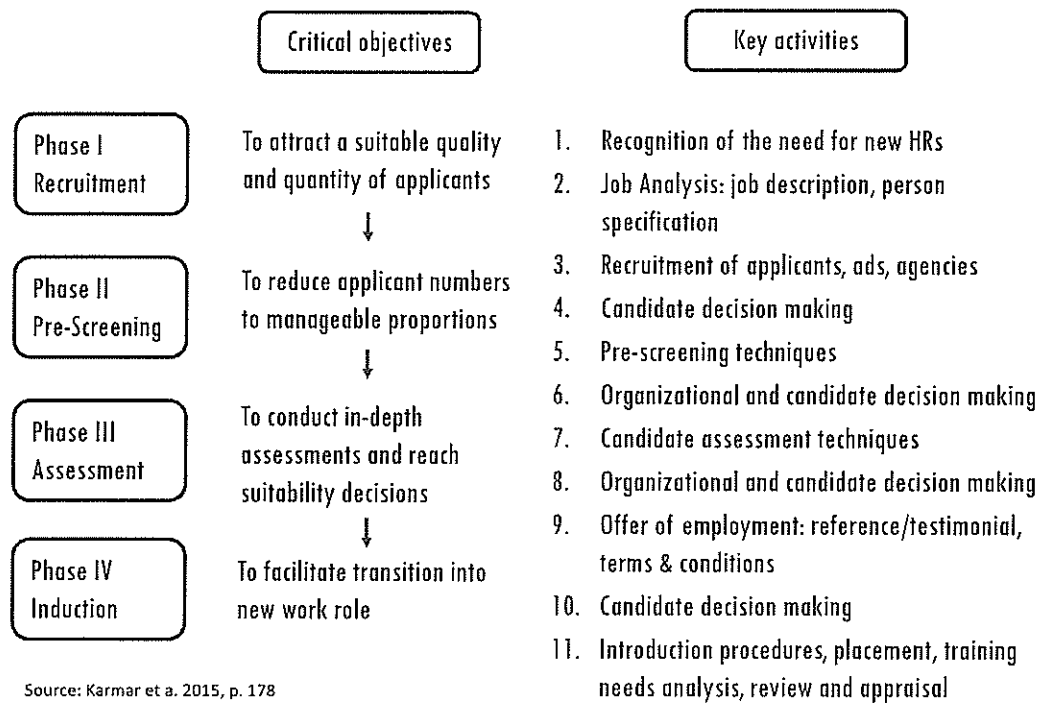 Critical objectives
Key activities
Phase I
Recruitment
To attract a suitable quality
and quantity of applicants
Phase II
Pre-Screening
To reduce applicant numbers
to manageable proportions
Phase III
Assessment
To conduct in-depth
assessments and reach
suitability decisions
Phase IV
Induction
To facilitate transition into
new work role
1. Recognition of the need for new HRs
2. Job Analysis: job description, person
specification
3. Recruitment of applicants, ads, agencies
4. Candidate decision making
5. Pre-screening techniques
6. Organizational and candidate decision making
7. Candidate assessment techniques
8. Organizational and candidate decision making
9. Offer of employment: reference/testimonial,
terms & conditions
10. Candidate decision making
11. Introduction procedures, placement, training
needs analysis, review and appraisal
Source: Karmar et a. 2015, p. 178